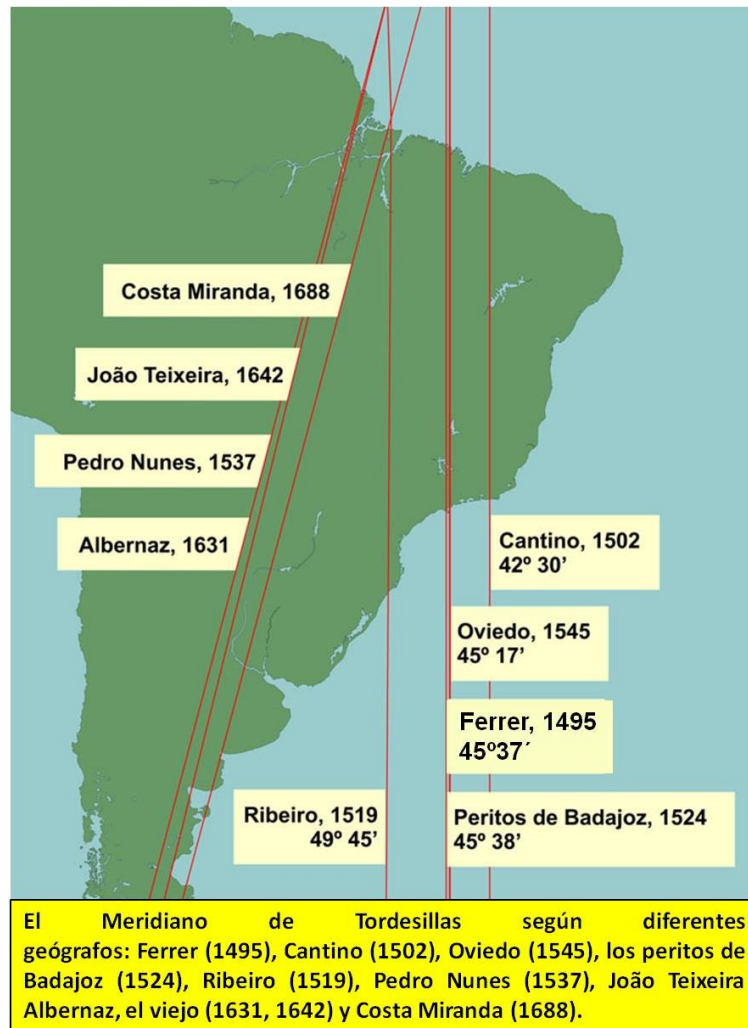 Costa Miranda, 1688
João Teixeira, 1642
Pedro Nunes, 1537
Albernaz, 1631
Cantino, 1502
42º 30’
Oviedo, 1545
45º 17’
Ferrer, 1495
45º37´
Ribeiro, 1519
49º 45’
Peritos de Badajoz, 1524
45º 38’
El Meridiano de Tordesillas según diferentes
geógrafos: Ferrer (1495), Cantino (1502), Oviedo (1545), los peritos de
Badajoz (1524), Ribeiro (1519), Pedro Nunes (1537), João Teixeira
Albernaz, el viejo (1631, 1642) y Costa Miranda (1688).